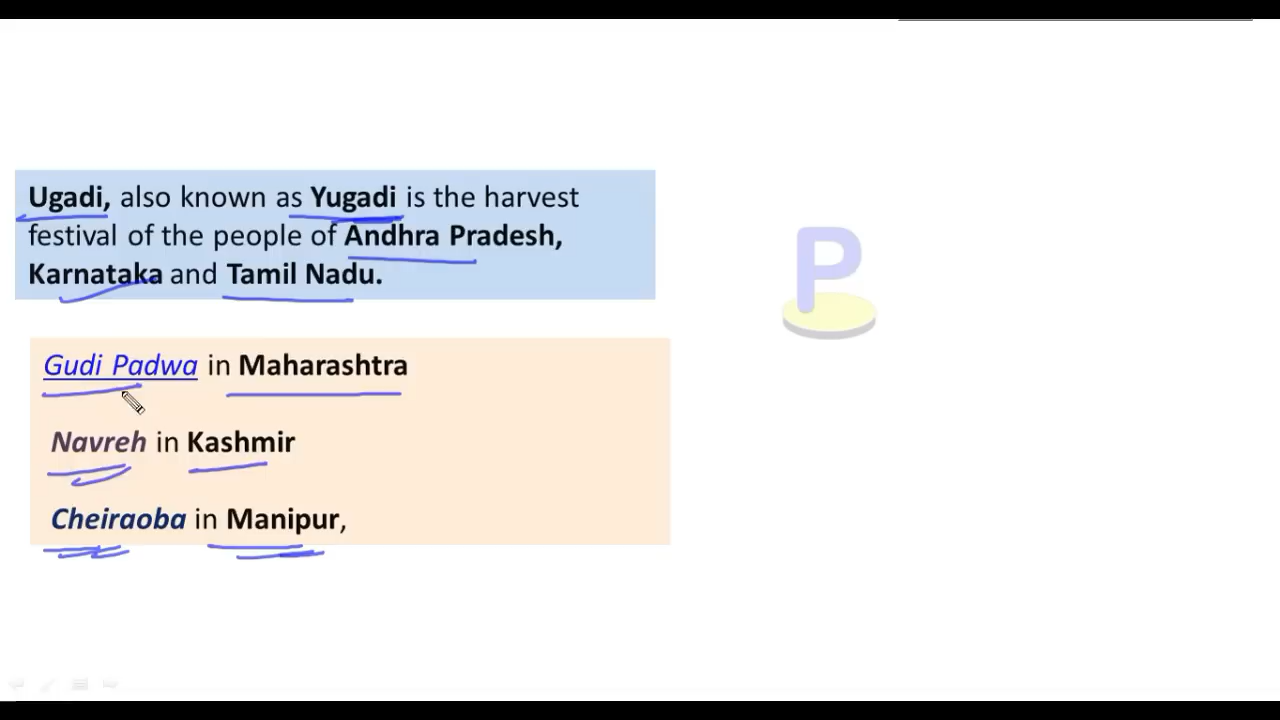 Ugadi, also known as Yugadi is the harvest
festival of the people of Andhra Pradesh,
Karnataka and Tamil Nadu.
P
Gudi Padwa in Maharashtra
Navreh in Kashmir
Cheiraoba in Manipur,